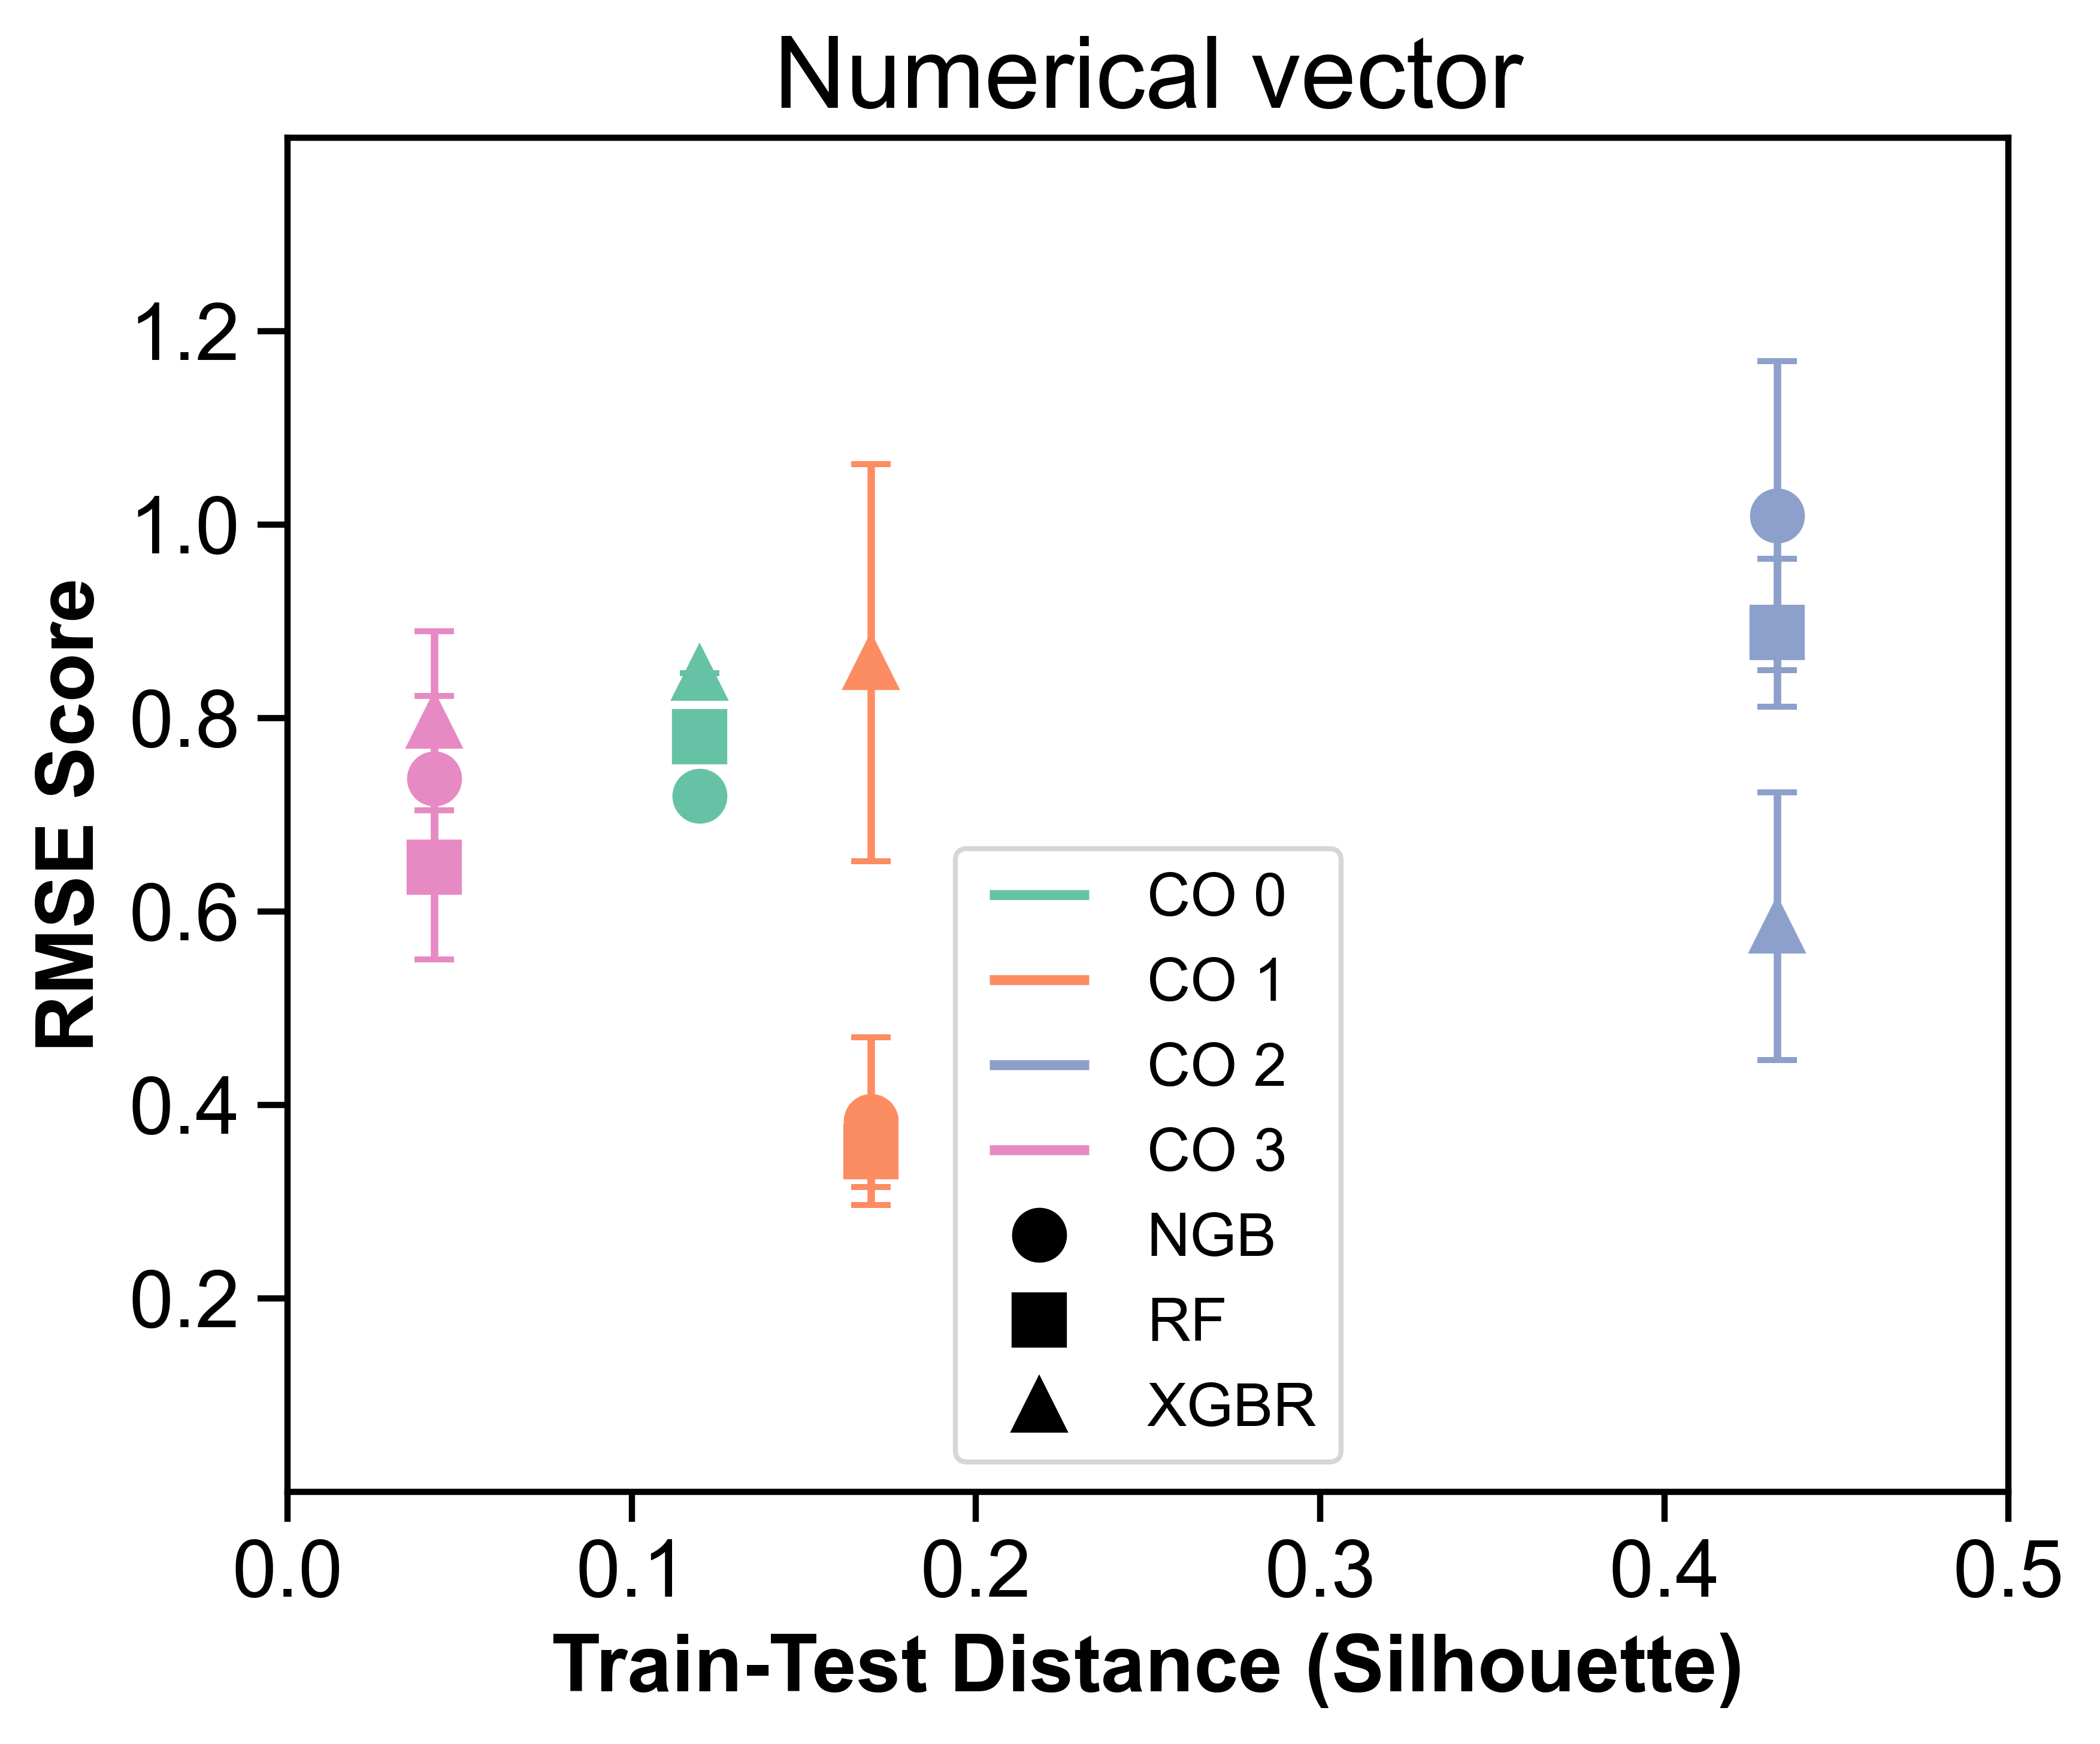 Numerical vector
RMSE Score
1.2
1.0
0.8
0.6
0.4
0.2
CO 0
CO 1
CO 2
CO 3
NGB
RF
XGBR
0.0 0.1 0.2 0.3 0.4 0.5
Train-Test Distance (Silhouette)